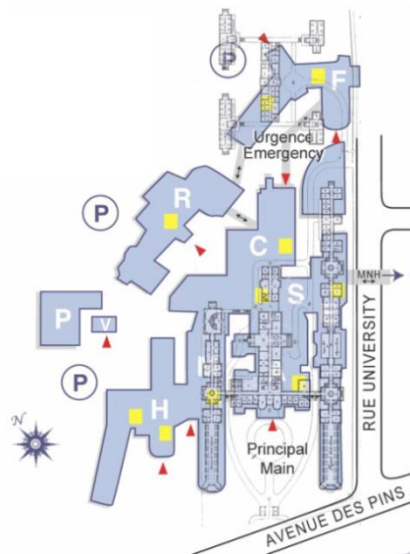 P
F
Urgence
Emergency
R
P
C
MNH
S
P
V
P
RUE UNIVERSITY
H
N
Principal
Main
AVENUE DES PINS